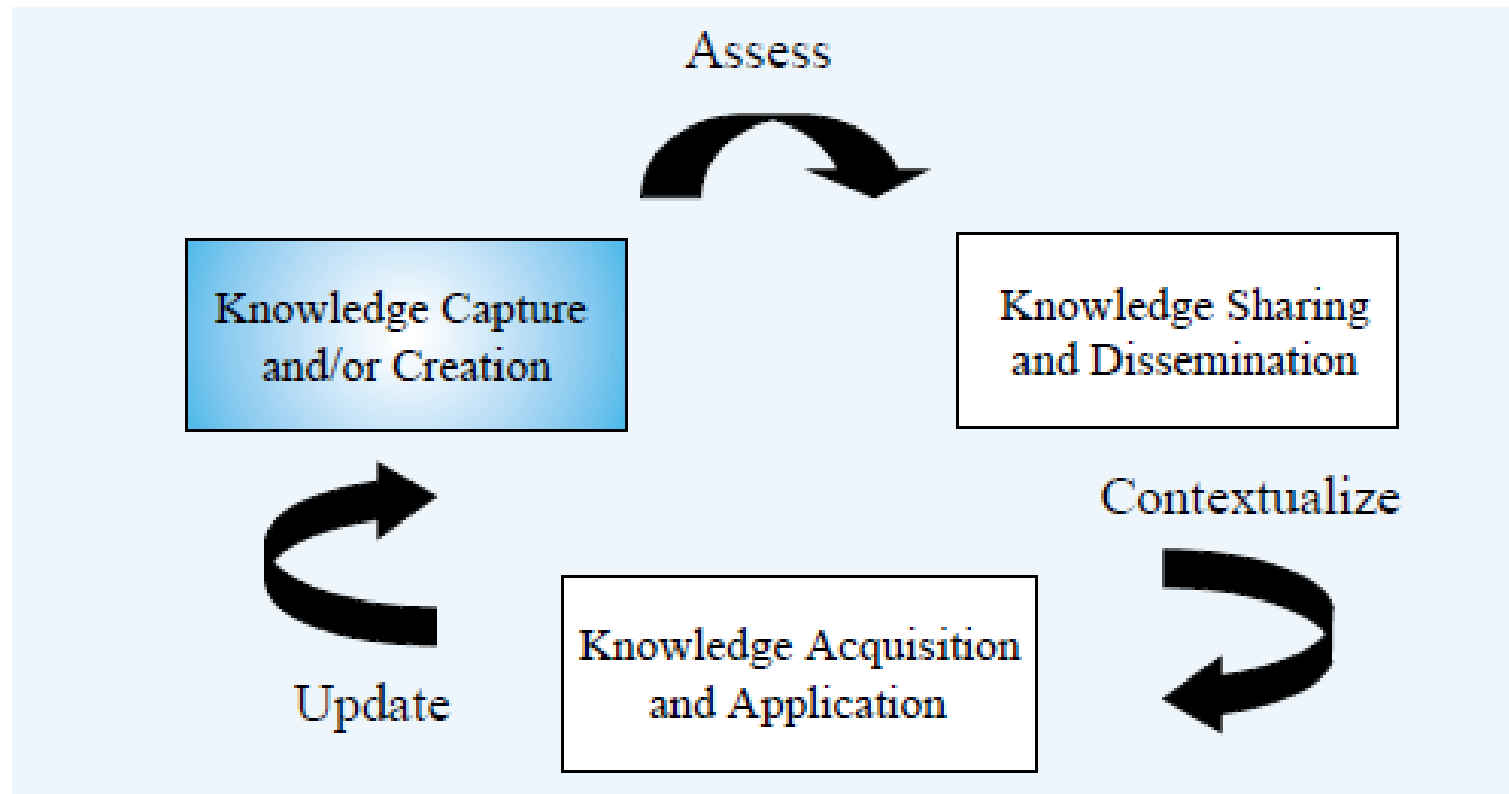 Assess
Knowledge Capture
and/or Creation
Knowledge Sharing
and Dissemination
Contextualize
Knowledge Acquisition
and Application
Update